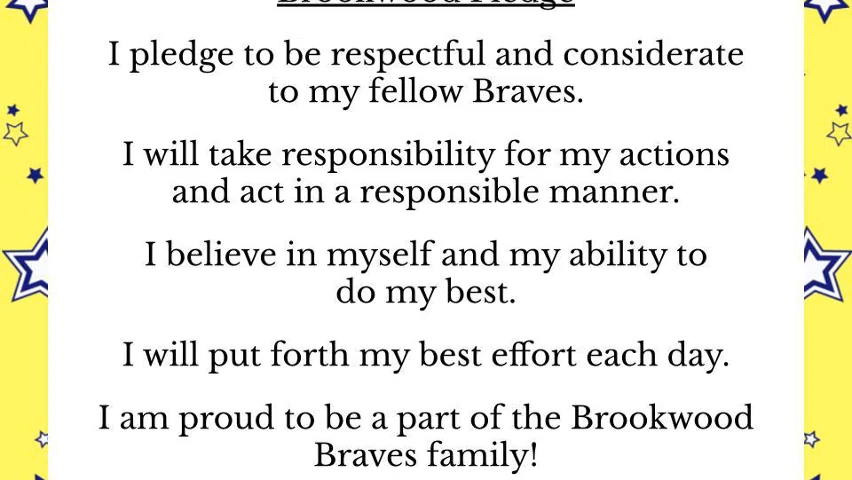 Brookwood Pledge
I pledge to be respectful and considerate
to my fellow Braves.
I will take responsibility for my actions
and act in a responsible manner.
I believe in myself and my ability to
do my best.
I will put forth my best effort each day.
I am proud to be a part of the Brookwood
Braves family!